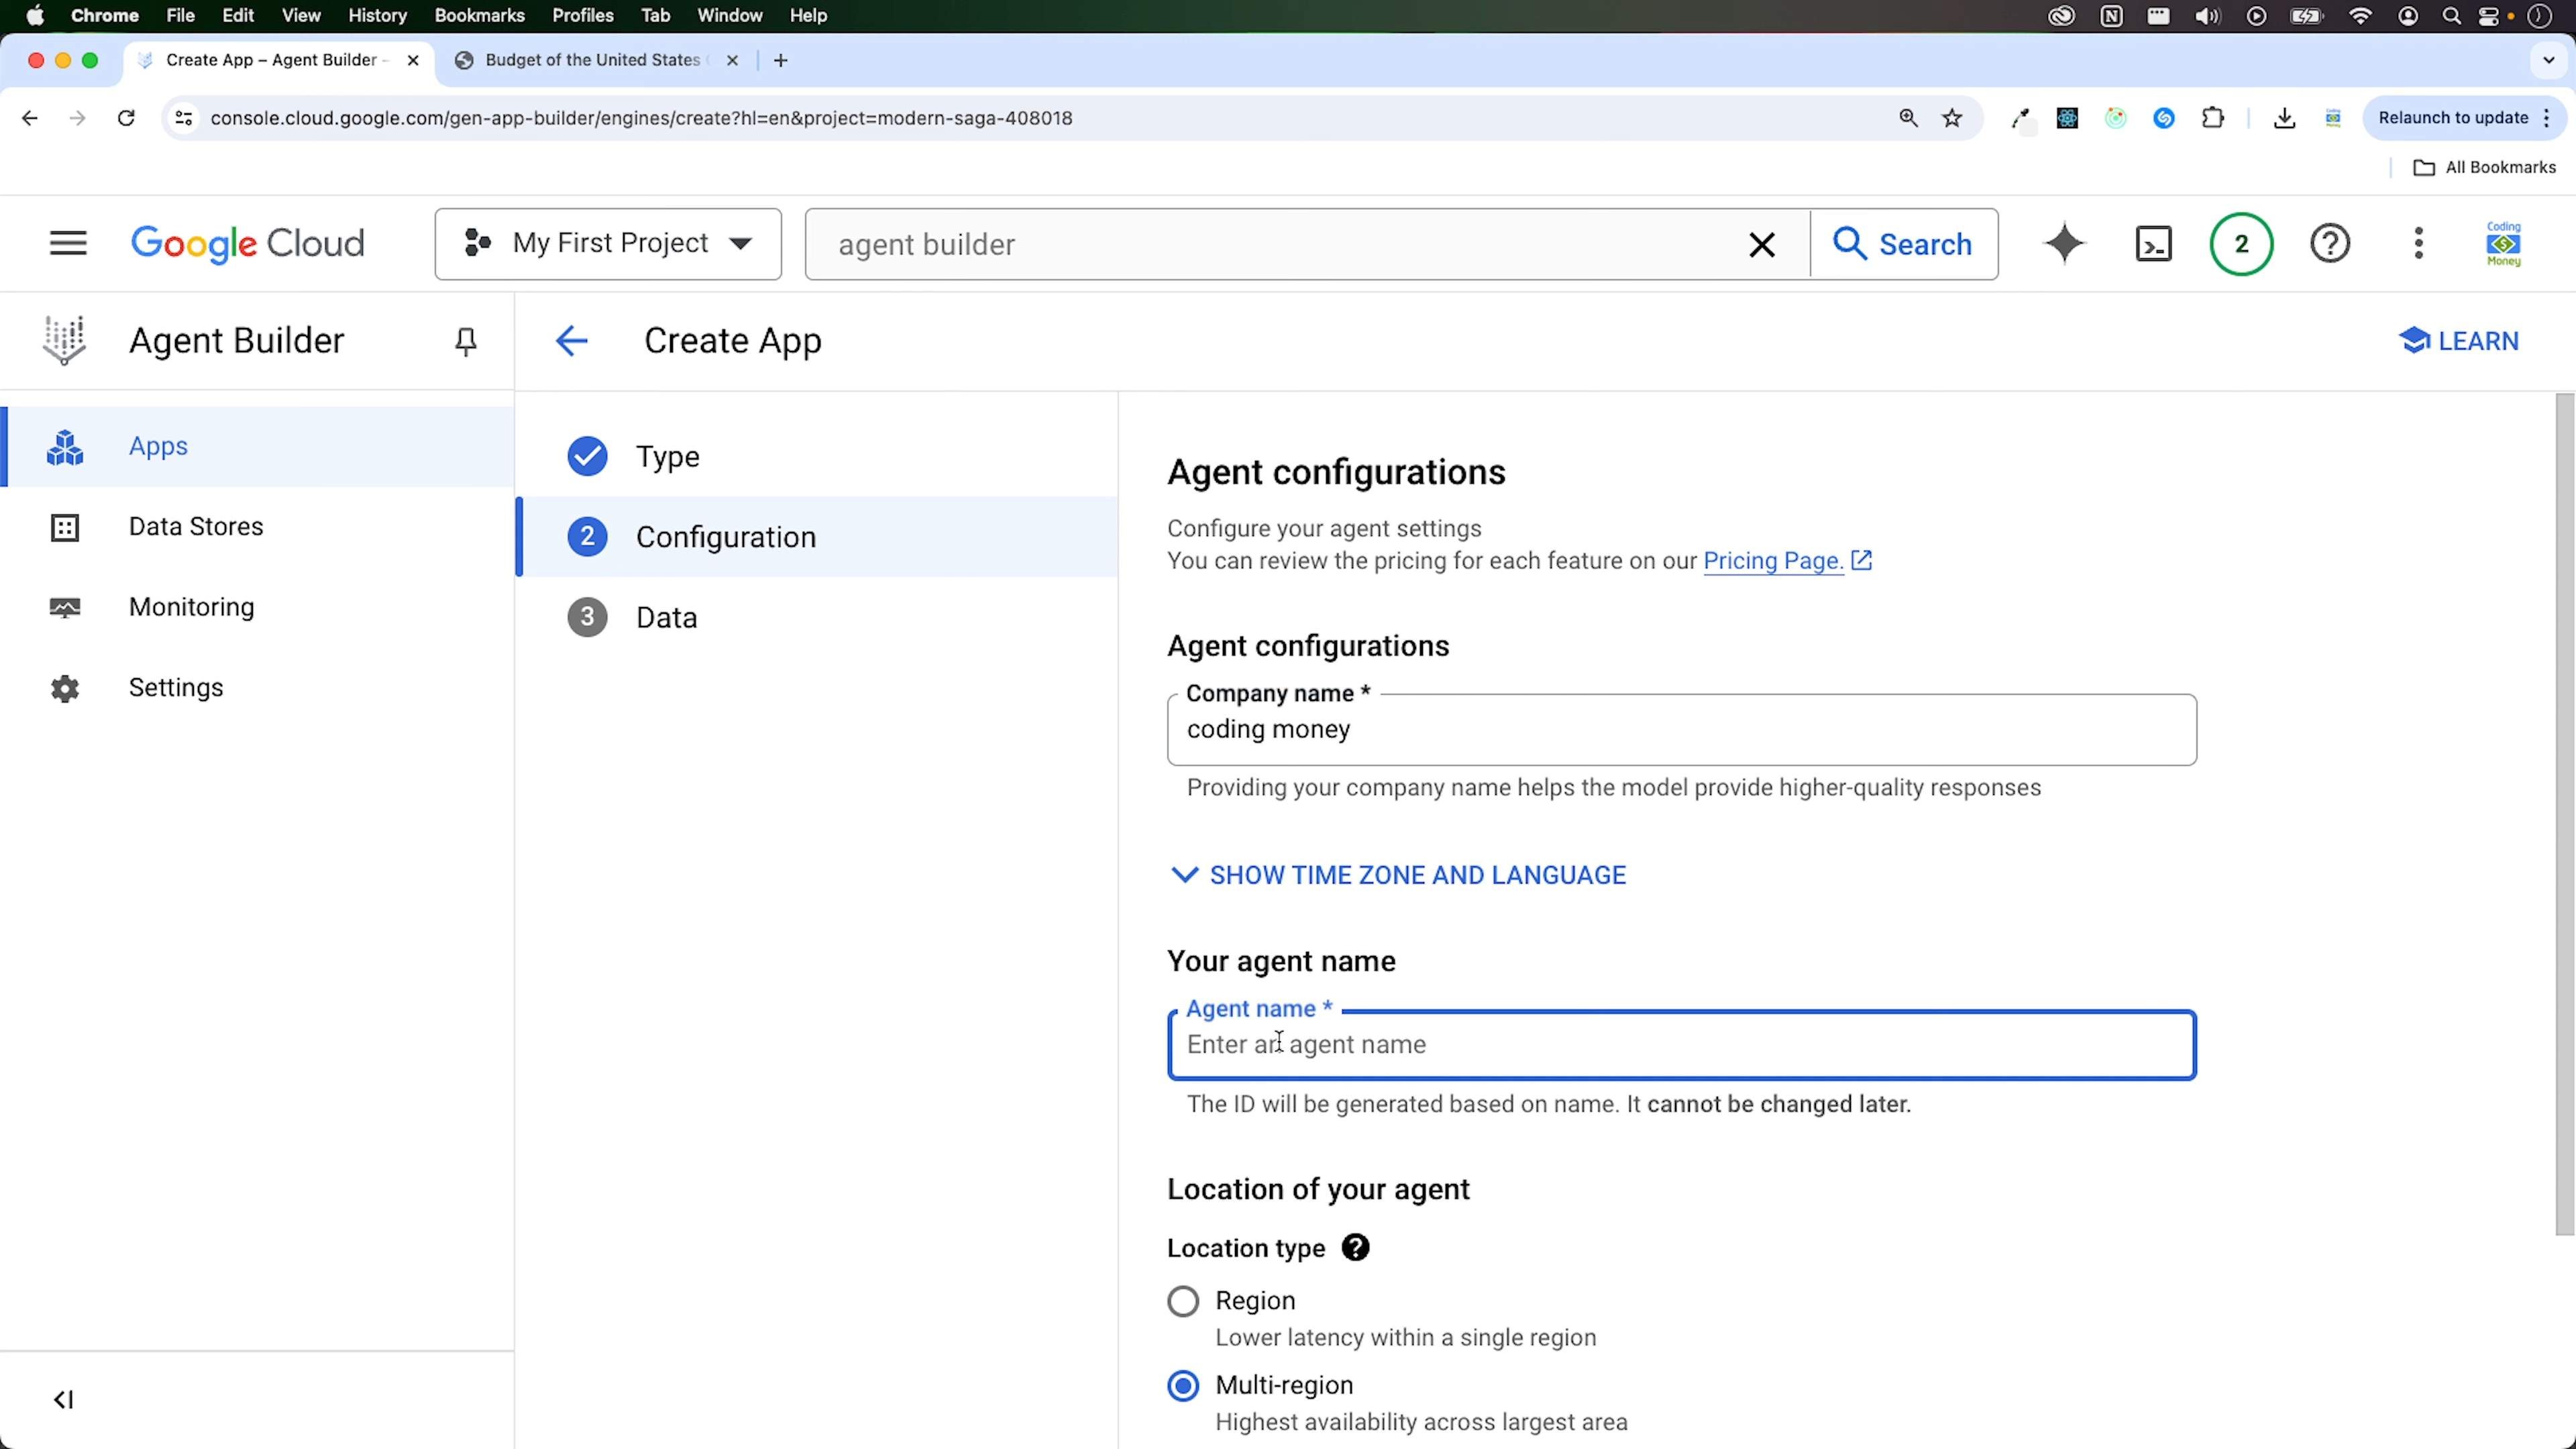 Chrome File Edit View History Bookmarks Profiles Tab Window Help
Create App – Agent Builder – Budget of the United States
console.cloud.google.com/gen-app-builder/engines/create?hl=en&project=modern-saga-408018
Relaunch to update
All Bookmarks
Google Cloud
My First Project
agent builder
Search
2
Coding
Money
Agent Builder
Create App
LEARN
Apps
Data Stores
Monitoring
Settings
Type
2 Configuration
3 Data
Agent configurations
Configure your agent settings
You can review the pricing for each feature on our Pricing Page.
Agent configurations
Company name *
coding money
Providing your company name helps the model provide higher-quality responses
SHOW TIME ZONE AND LANGUAGE
Your agent name
Agent name *
Enter an agent name
The ID will be generated based on name. It cannot be changed later.
Location of your agent
Location type
Region
Lower latency within a single region
Multi-region
Highest availability across largest area